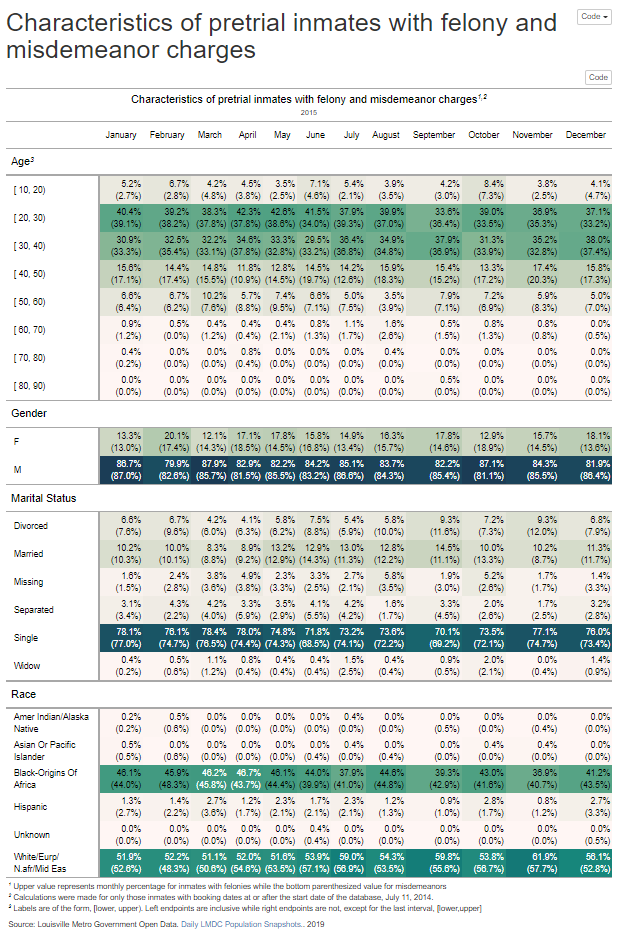 Characteristics of pretrial inmates with felony and
misdemeanor charges
Code
Code
Characteristics of pretrial inmates with felony and misdemeanor charges1,2
2015
January February March April May June July August September October November December
Age3
[ 10, 20) 5.2% 6.7% 4.2% 4.5% 3.5% 7.1% 5.4% 3.9% 4.2% 8.4% 3.8% 4.1%
(2.7%) (2.8%) (4.8%) (3.8%) (2.5%) (4.6%) (2.1%) (3.5%) (3.0%) (7.3%) (2.5%) (4.7%)
[ 20, 30) 40.4% 39.2% 38.3% 42.3% 42.6% 41.5% 37.9% 39.9% 33.6% 39.0% 36.9% 37.1%
(39.1%) (38.2%) (37.8%) (37.8%) (38.6%) (34.0%) (39.3%) (37.0%) (36.4%) (33.5%) (35.3%) (33.2%)
[ 30, 40) 30.9% 32.5% 32.2% 34.6% 33.3% 29.5% 36.4% 34.9% 37.9% 31.3% 35.2% 38.0%
(33.3%) (35.4%) (33.1%) (37.8%) (32.8%) (33.2%) (36.8%) (34.8%) (36.9%) (33.9%) (32.8%) (37.4%)
[ 40, 50) 15.6% 14.4% 14.8% 11.8% 12.8% 14.5% 14.2% 15.9% 15.4% 13.3% 17.4% 15.8%
(17.1%) (17.4%) (15.5%) (10.9%) (14.5%) (19.7%) (12.6%) (18.3%) (15.2%) (17.2%) (20.3%) (17.3%)
[ 50, 60) 6.6% 6.7% 10.2% 5.7% 7.4% 6.6% 5.0% 3.5% 7.9% 7.2% 5.9% 5.0%
(6.4%) (6.2%) (7.6%) (8.8%) (9.5%) (7.1%) (7.5%) (3.9%) (7.1%) (6.9%) (8.3%) (7.0%)
[ 60, 70) 0.9% 0.5% 0.4% 0.4% 0.4% 0.8% 1.1% 1.6% 0.5% 0.8% 0.8% 0.0%
(1.2%) (0.0%) (1.2%) (0.4%) (2.1%) (1.3%) (1.7%) (2.6%) (1.5%) (1.3%) (0.8%) (0.5%)
[ 70, 80) 0.4% 0.0% 0.0% 0.8% 0.0% 0.0% 0.0% 0.4% 0.0% 0.0% 0.0% 0.0%
(0.2%) (0.0%) (0.0%) (0.4%) (0.0%) (0.0%) (0.0%) (0.0%) (0.0%) (0.0%) (0.0%) (0.0%)
[ 80, 90) 0.0% 0.0% 0.0% 0.0% 0.0% 0.0% 0.0% 0.0% 0.5% 0.0% 0.0% 0.0%
(0.0%) (0.0%) (0.0%) (0.0%) (0.0%) (0.0%) (0.0%) (0.0%) (0.0%) (0.0%) (0.0%) (0.0%)
Gender
F 13.3% 20.1% 12.1% 17.1% 17.8% 15.8% 14.9% 16.3% 17.8% 12.9% 15.7% 18.1%
(13.0%) (17.4%) (14.3%) (18.5%) (14.5%) (16.8%) (13.4%) (15.7%) (14.6%) (18.9%) (14.5%) (13.6%)
M 86.7% 79.9% 87.9% 82.9% 82.2% 84.2% 85.1% 83.7% 82.2% 87.1% 84.3% 81.9%
(87.0%) (82.6%) (85.7%) (81.5%) (85.5%) (83.2%) (86.6%) (84.3%) (85.4%) (81.1%) (85.5%) (86.4%)
Marital Status
Divorced 6.6% 6.7% 4.2% 4.1% 5.8% 7.5% 5.4% 5.8% 9.3% 7.2% 9.3% 6.8%
(7.6%) (9.6%) (6.0%) (6.3%) (6.2%) (8.8%) (5.9%) (10.0%) (11.6%) (7.3%) (12.0%) (7.9%)
Married 10.2% 10.0% 8.3% 8.9% 13.2% 12.9% 13.0% 12.8% 14.5% 10.0% 10.2% 11.3%
(10.3%) (10.1%) (8.8%) (9.2%) (12.9%) (14.3%) (11.3%) (12.2%) (11.1%) (13.3%) (8.7%) (11.7%)
Missing 1.6% 2.4% 3.8% 4.9% 2.3% 3.3% 2.7% 5.8% 1.9% 5.2% 1.7% 1.4%
(1.5%) (2.8%) (3.6%) (3.8%) (3.3%) (2.5%) (2.1%) (3.5%) (3.0%) (2.6%) (1.7%) (3.3%)
Separated 3.1% 4.3% 4.2% 3.3% 3.5% 4.1% 4.2% 1.6% 3.3% 2.0% 1.7% 3.2%
(3.4%) (2.2%) (4.0%) (5.9%) (2.9%) (5.5%) (4.2%) (1.7%) (4.5%) (2.6%) (2.5%) (2.8%)
Single 78.1% 76.1% 78.4% 78.0% 74.8% 71.8% 73.2% 73.6% 70.1% 73.5% 77.1% 76.0%
(77.0%) (74.7%) (76.5%) (74.4%) (74.3%) (68.5%) (74.1%) (72.2%) (69.2%) (72.1%) (74.7%) (73.4%)
Widow 0.4% 0.5% 1.1% 0.8% 0.4% 0.4% 1.5% 0.4% 0.9% 2.0% 0.0% 1.4%
(0.2%) (0.6%) (1.2%) (0.4%) (0.4%) (0.4%) (2.5%) (0.4%) (0.5%) (2.1%) (0.4%) (0.9%)
Race
Amer Indian/Alaska 0.2% 0.5% 0.0% 0.0% 0.0% 0.0% 0.4% 0.0% 0.0% 0.0% 0.0% 0.0%
Native (0.2%) (0.6%) (0.0%) (0.0%) (0.0%) (0.0%) (0.0%) (0.0%) (0.5%) (0.0%) (0.4%) (0.0%)
Asian Or Pacific 0.5% 0.0% 0.0% 0.0% 0.0% 0.0% 0.0% 0.0% 0.0% 0.4% 0.4% 0.0%
Islander (0.5%) (0.6%) (0.0%) (0.0%) (0.0%) (0.4%) (0.0%) (0.4%) (0.0%) (0.0%) (0.0%) (0.0%)
Black-Origins Of 46.1% 45.9% 46.2% 46.7% 46.1% 44.0% 37.9% 44.6% 39.3% 43.0% 36.9% 41.2%
Africa (44.0%) (48.3%) (45.8%) (43.7%) (44.4%) (39.9%) (41.0%) (44.8%) (42.9%) (41.6%) (40.7%) (43.5%)
Hispanic 1.3% 1.4% 2.7% 1.2% 2.3% 1.7% 2.3% 1.2% 0.9% 2.8% 0.8% 2.7%
(2.7%) (2.2%) (3.6%) (1.7%) (2.1%) (2.1%) (2.1%) (1.3%) (1.0%) (1.7%) (1.2%) (3.3%)
Unknown 0.0% 0.0% 0.0% 0.0% 0.0% 0.4% 0.0% 0.0% 0.0% 0.0% 0.0% 0.0%
(0.0%) (0.0%) (0.0%) (0.0%) (0.0%) (0.4%) (0.0%) (0.0%) (0.0%) (0.0%) (0.0%) (0.5%)
White/Eurp/ 51.9% 52.2% 51.1% 52.0% 51.6% 53.9% 59.0% 54.3% 59.8% 53.8% 61.9% 56.1%
N.afr/Mid Eas (52.6%) (48.3%) (50.6%) (54.6%) (53.5%) (57.1%) (56.9%) (53.5%) (55.6%) (56.7%) (57.7%) (52.8%)
1 Upper value represents monthly percentage for inmates with felonies while the bottom parenthesized value for misdemeanors
2 Calculations were made for only those inmates with booking dates at or after the start date of the database, July 11, 2014.
3 Labels are of the form, [lower, upper). Left endpoints are inclusive while right endpoints are not, except for the last interval, [lower,upper]
Source: Louisville Metro Government Open Data. Daily LMDC Population Snapshots.. 2019